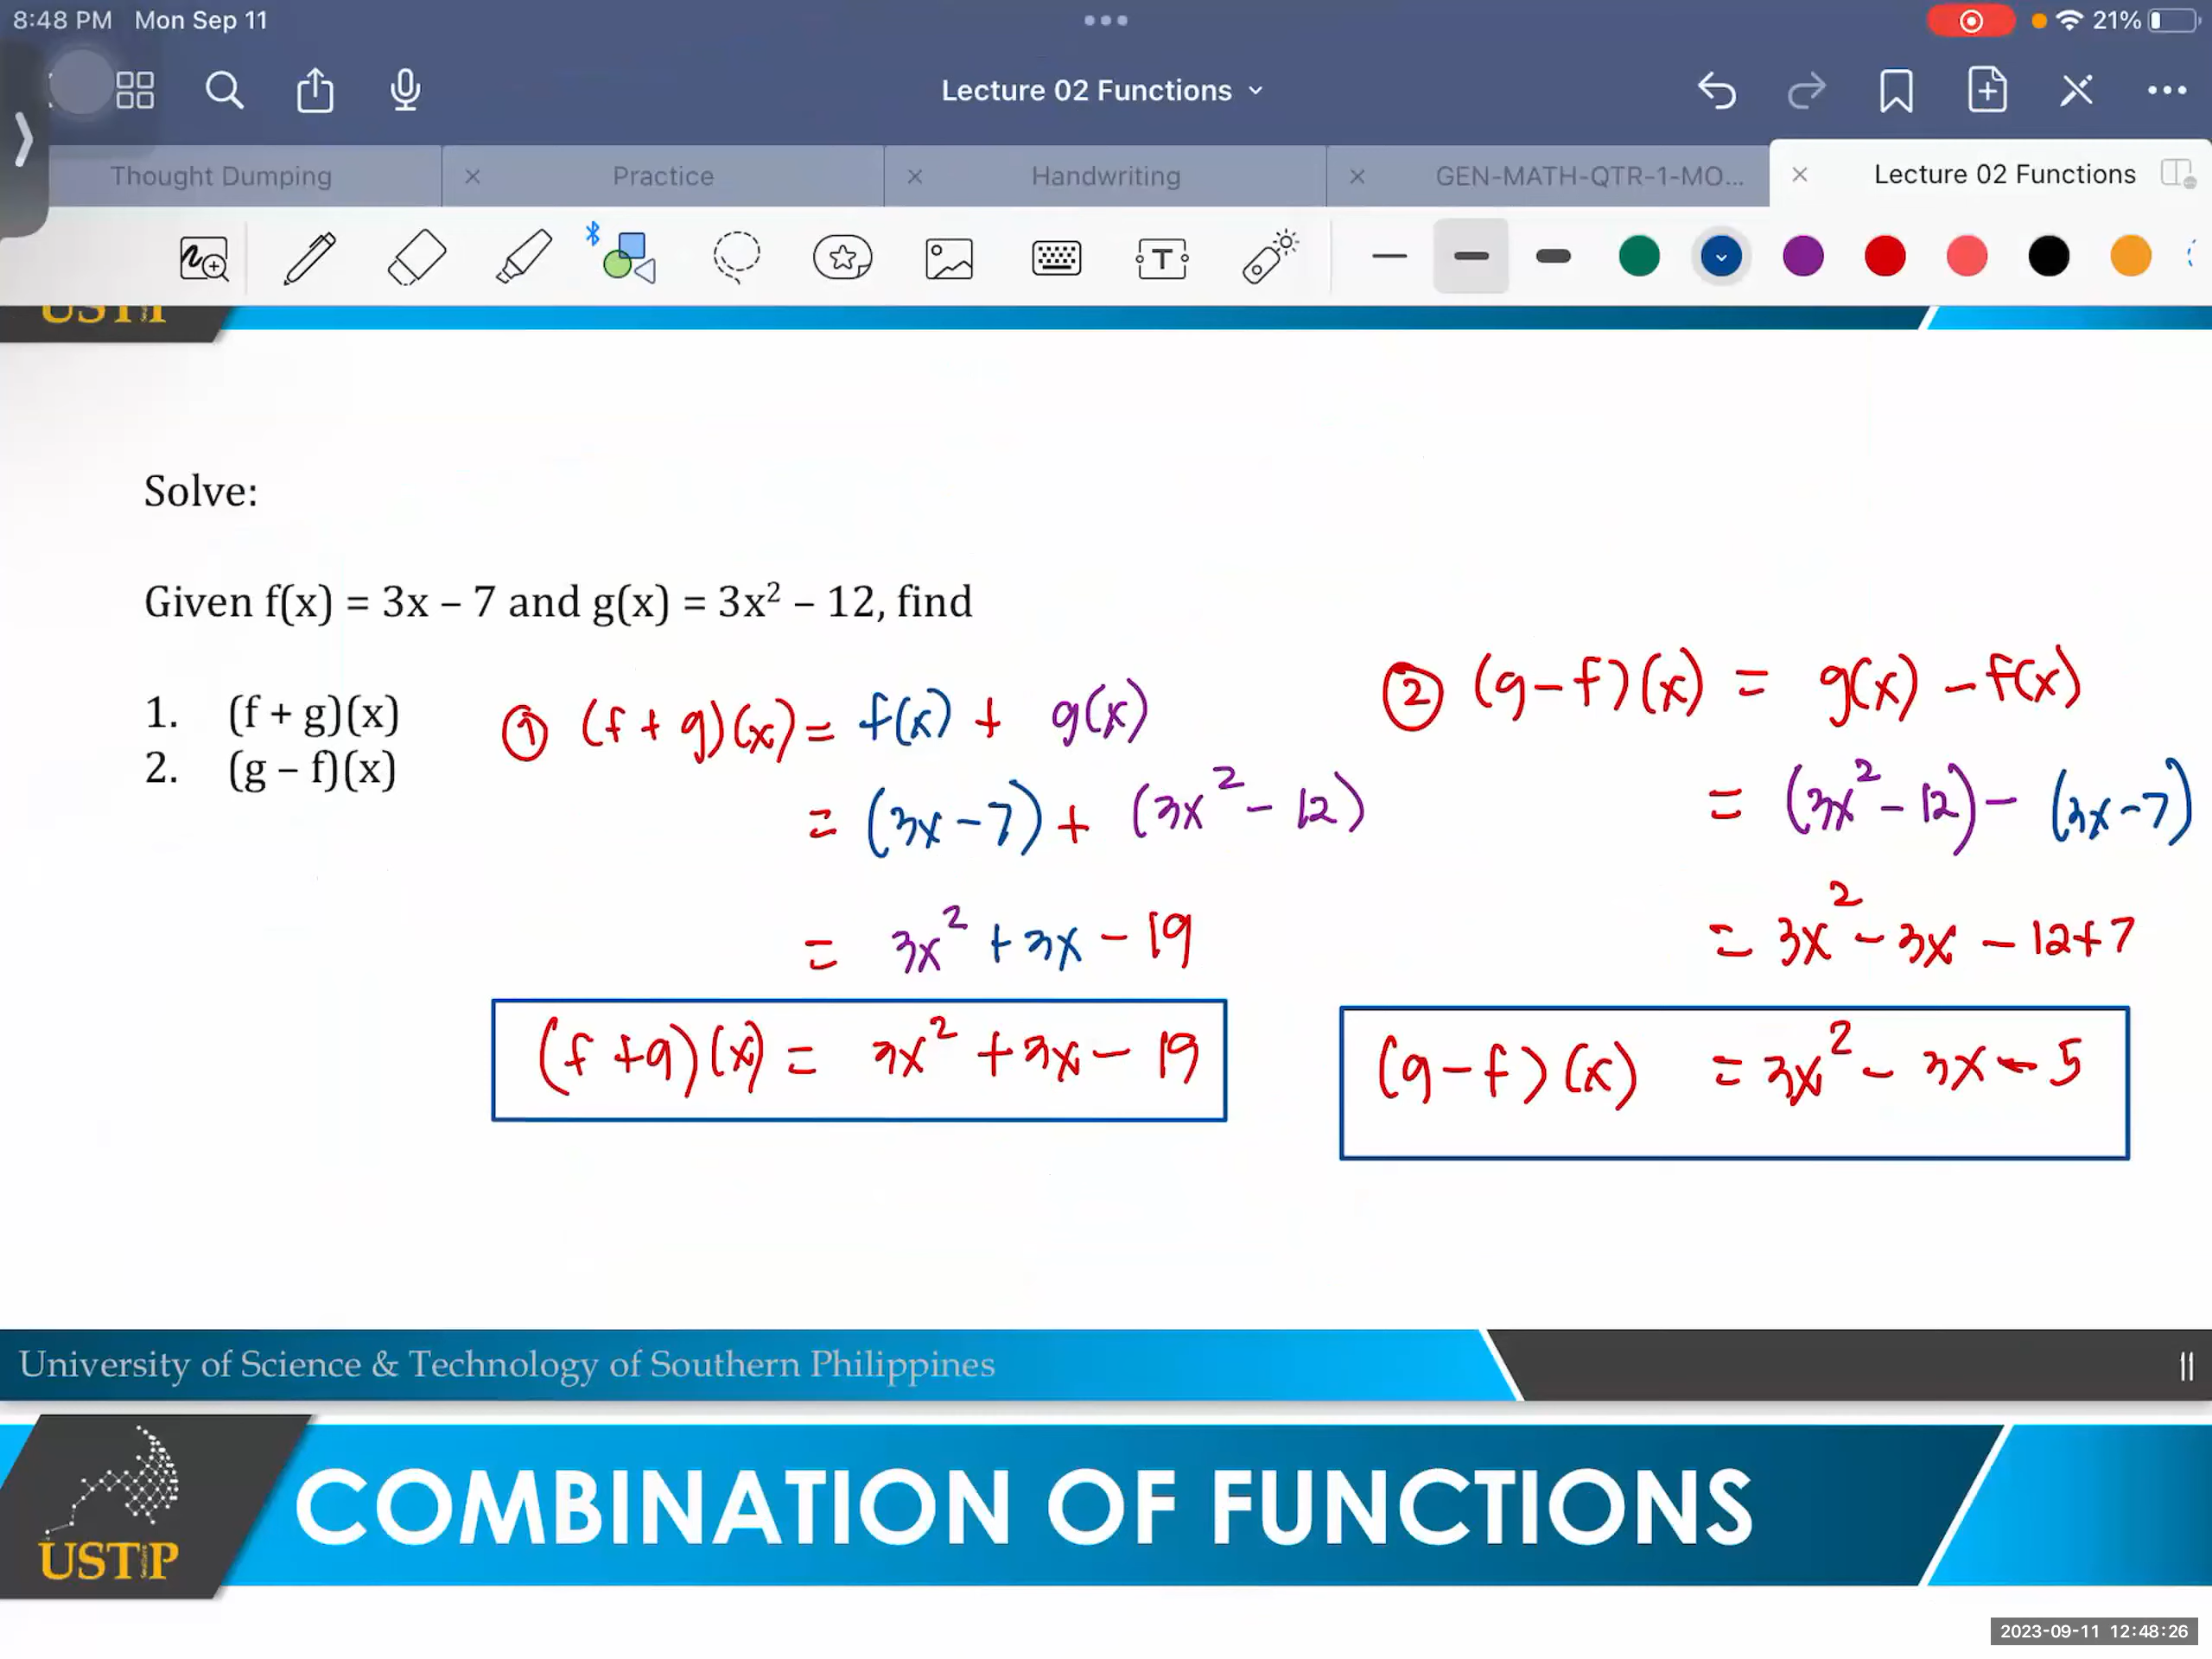 8:48 PM Mon Sep 11
21%
Lecture 02 Functions
Thought Dumping
Practice
Handwriting
GEN-MATH-QTR-1-MO...
Lecture 02 Functions
Solve:
Given f(x) = 3x – 7 and g(x) = 3x² – 12, find
1. (f + g)(x)
2. (g – f)(x)
① (f + g)(x) = f(x) + g(x)
= (3x – 7) + (3x² – 12)
= 3x² + 3x – 19
(f + g)(x) = 3x² + 3x – 19
② (g – f)(x) = g(x) – f(x)
= (3x² – 12) – (3x – 7)
= 3x² – 3x – 12 + 7
(g – f)(x) = 3x² – 3x – 5
University of Science & Technology of Southern Philippines
11
USTP
COMBINATION OF FUNCTIONS
2023-09-11 12:48:26